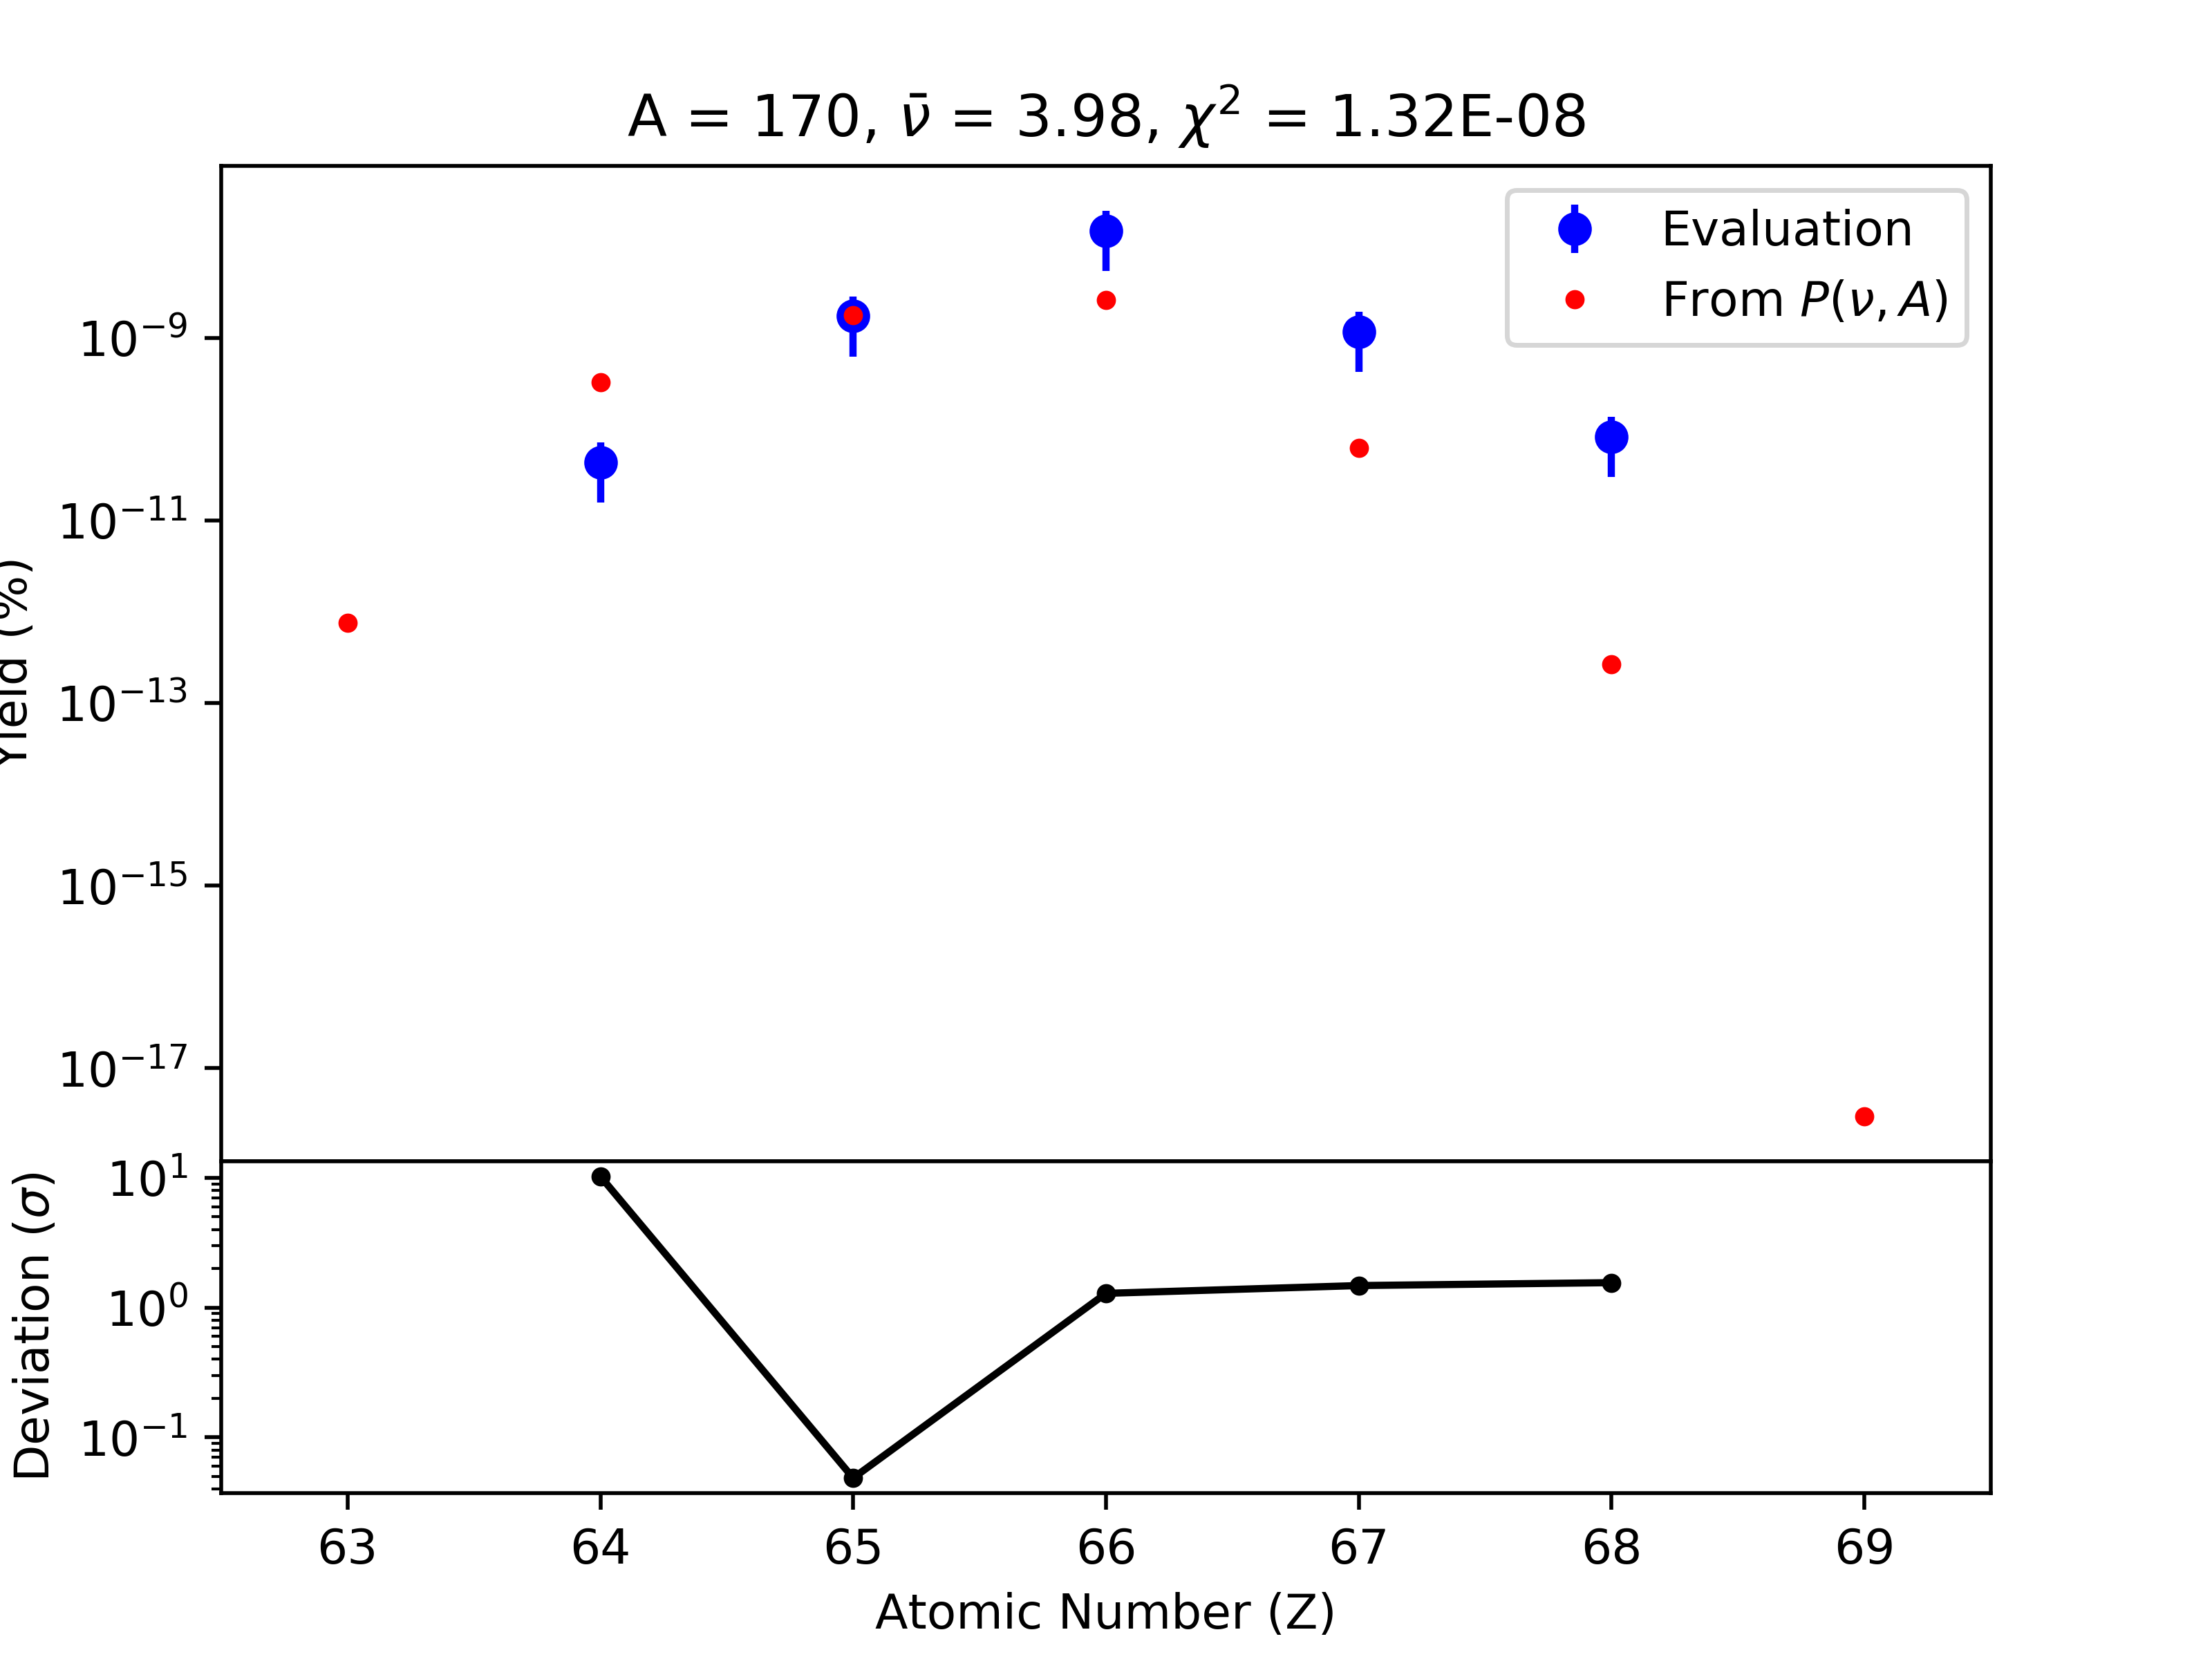 A = 170, ν̄ = 3.98, χ² = 1.32E-08
Evaluation
From P(ν, A)
10⁻⁹
10⁻¹¹
10⁻¹³
10⁻¹⁵
10⁻¹⁷
Yield (%)
10¹
10⁰
10⁻¹
Deviation (σ)
63 64 65 66 67 68 69
Atomic Number (Z)